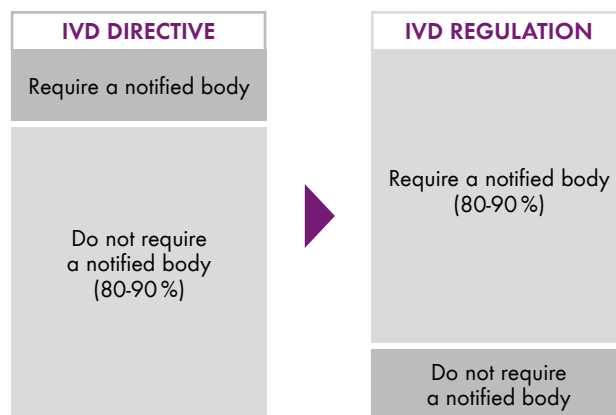 IVD DIRECTIVE
Require a notified body
Do not require
a notified body
(80-90 %)
IVD REGULATION
Require a notified body
(80-90 %)
Do not require
a notified body